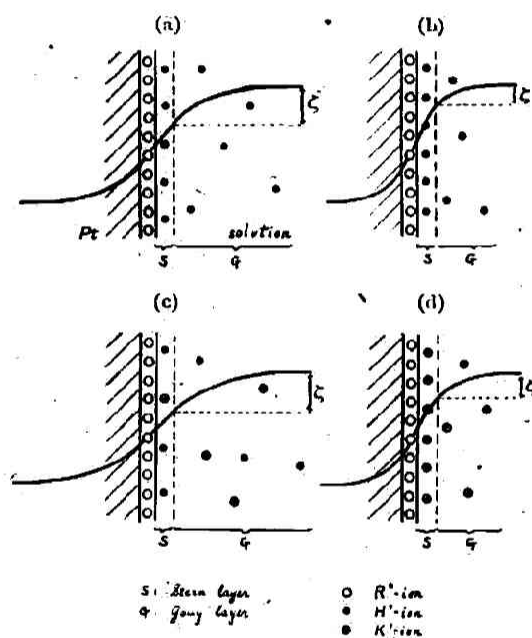 (a) (b)
ζ ζ
Pt solution
S G S G
(c) (d)
ζ ζ
S G S G
S: Stern layer
G Gouy layer
R'-ion
H'-ion
K'-ion